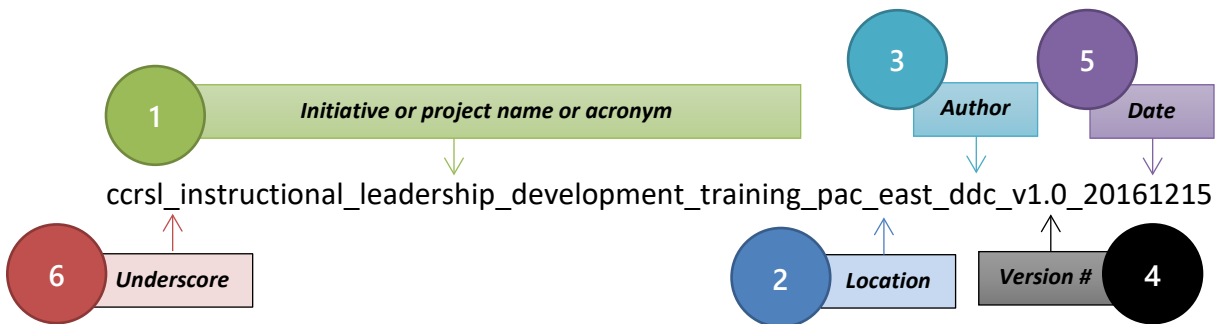 3
5
1
Initiative or project name or acronym
Author
Date
ccrsl_instructional_leadership_development_training_pac_east_ddc_v1.0_20161215
6
Underscore
2
Location
Version #
4